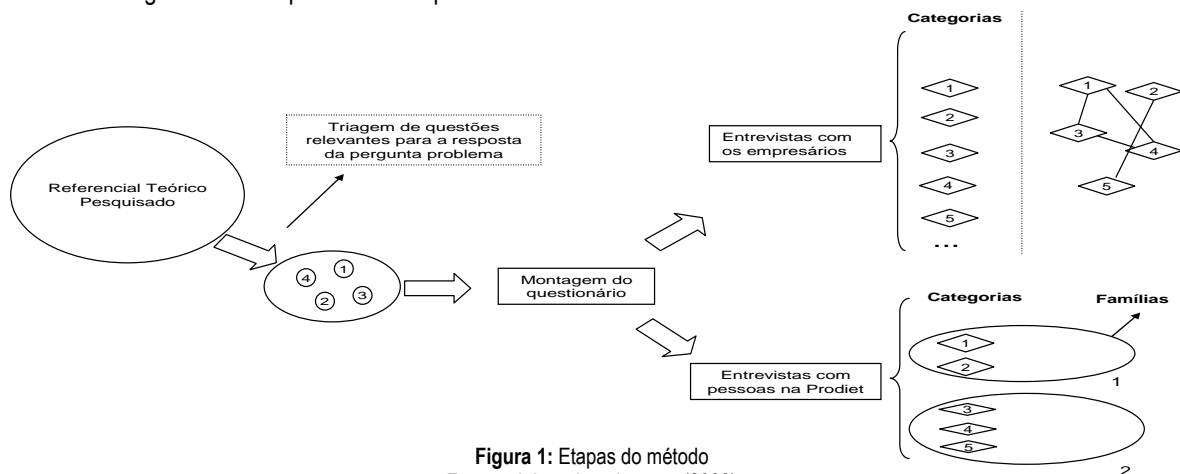 Categorias
1
2
3
4
5
...
1
2
3
4
5
Triagem de questões
relevantes para a resposta
da pergunta problema
Referencial Teórico
Pesquisado
4
1
2
3
Montagem do
questionário
Entrevistas com
os empresários
Entrevistas com
pessoas na Prodiet
Categorias
Famílias
1
2
1
3
4
5
2
Figura 1: Etapas do método